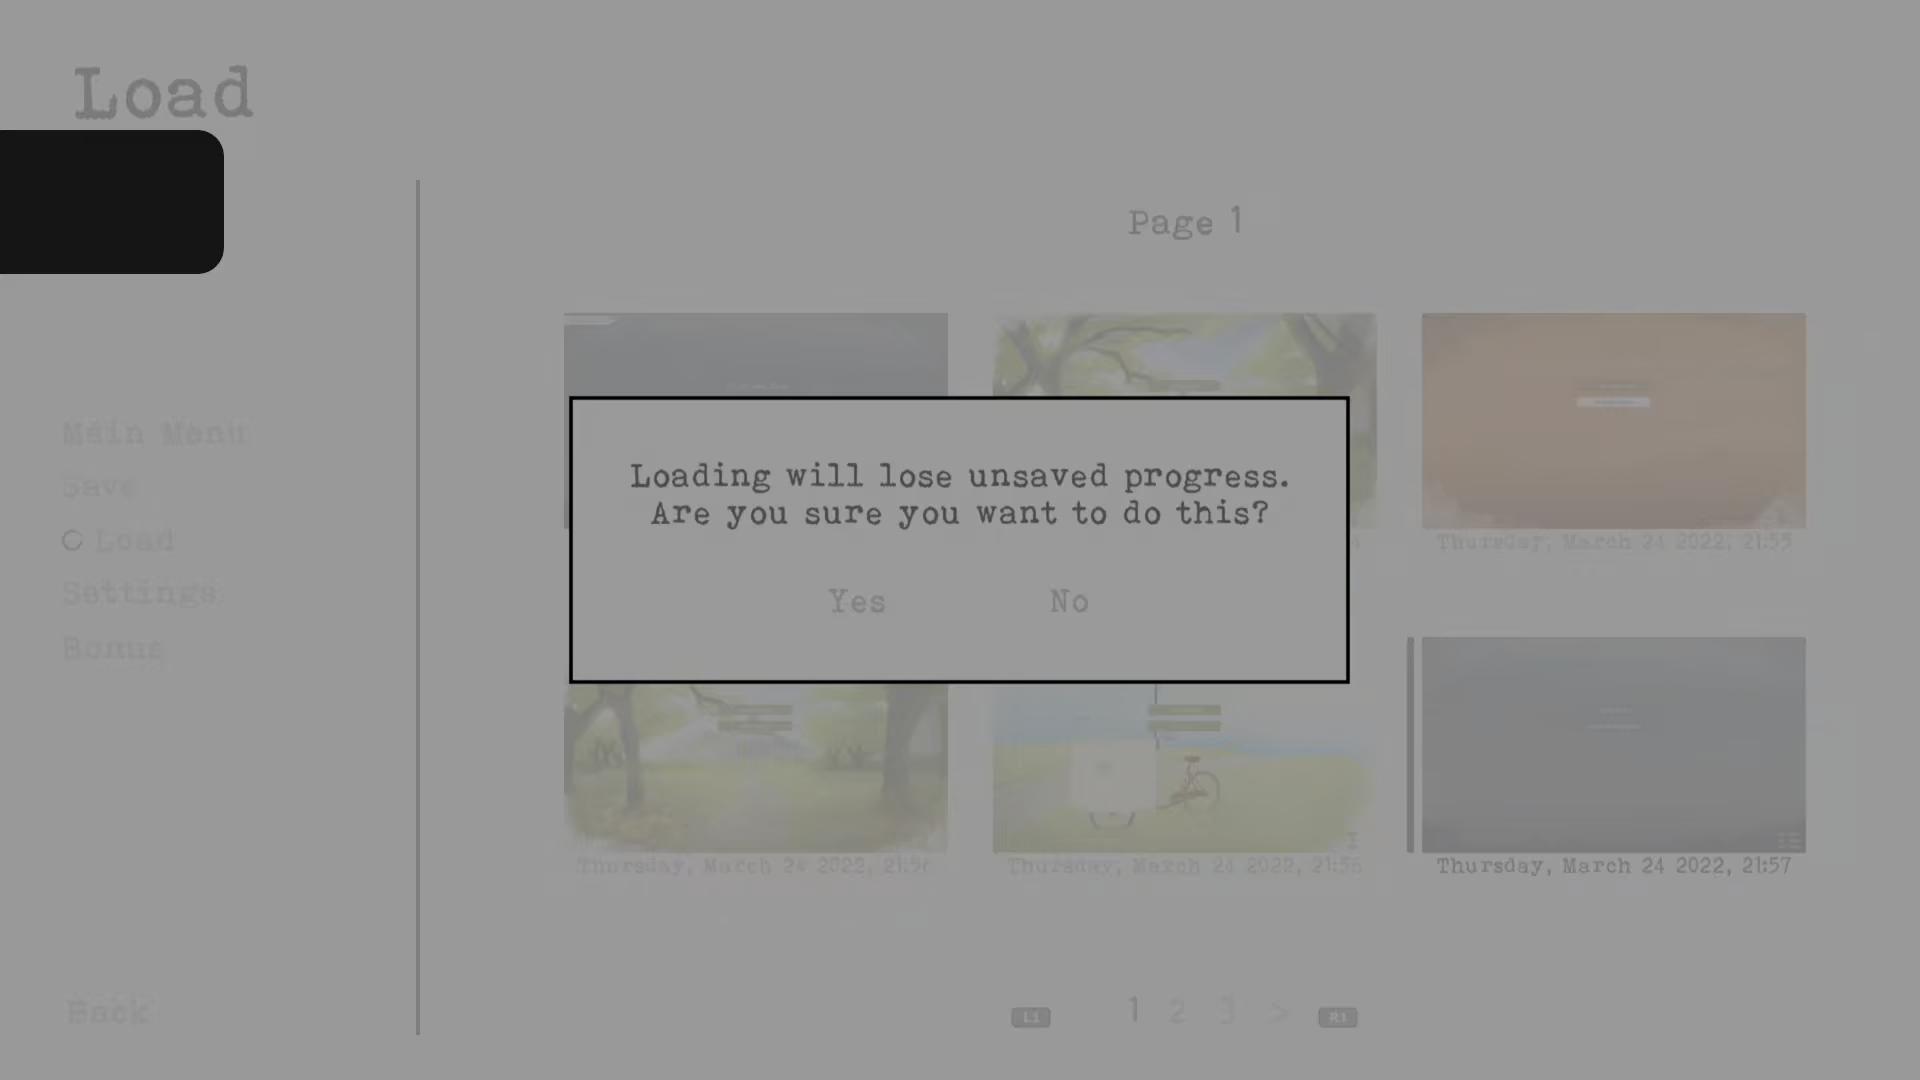 Load
Page 1
Main Menu
Save
Load
Settings
Bonus
Back
Loading will lose unsaved progress.
Are you sure you want to do this?
Yes No
Thursday, March 24 2022, 21:55
Thursday, March 24 2022, 21:56
Thursday, March 24 2022, 21:56
Thursday, March 24 2022, 21:57
L1 1 2 3 > R1